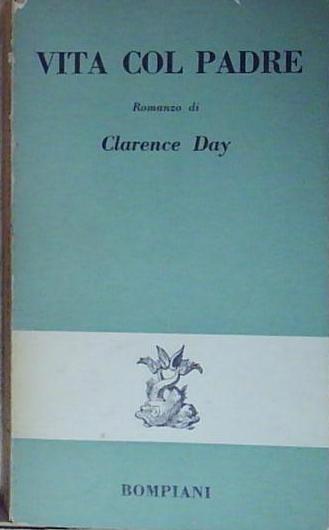 VITA COL PADRE
Romanzo di
Clarence Day
BOMPIANI